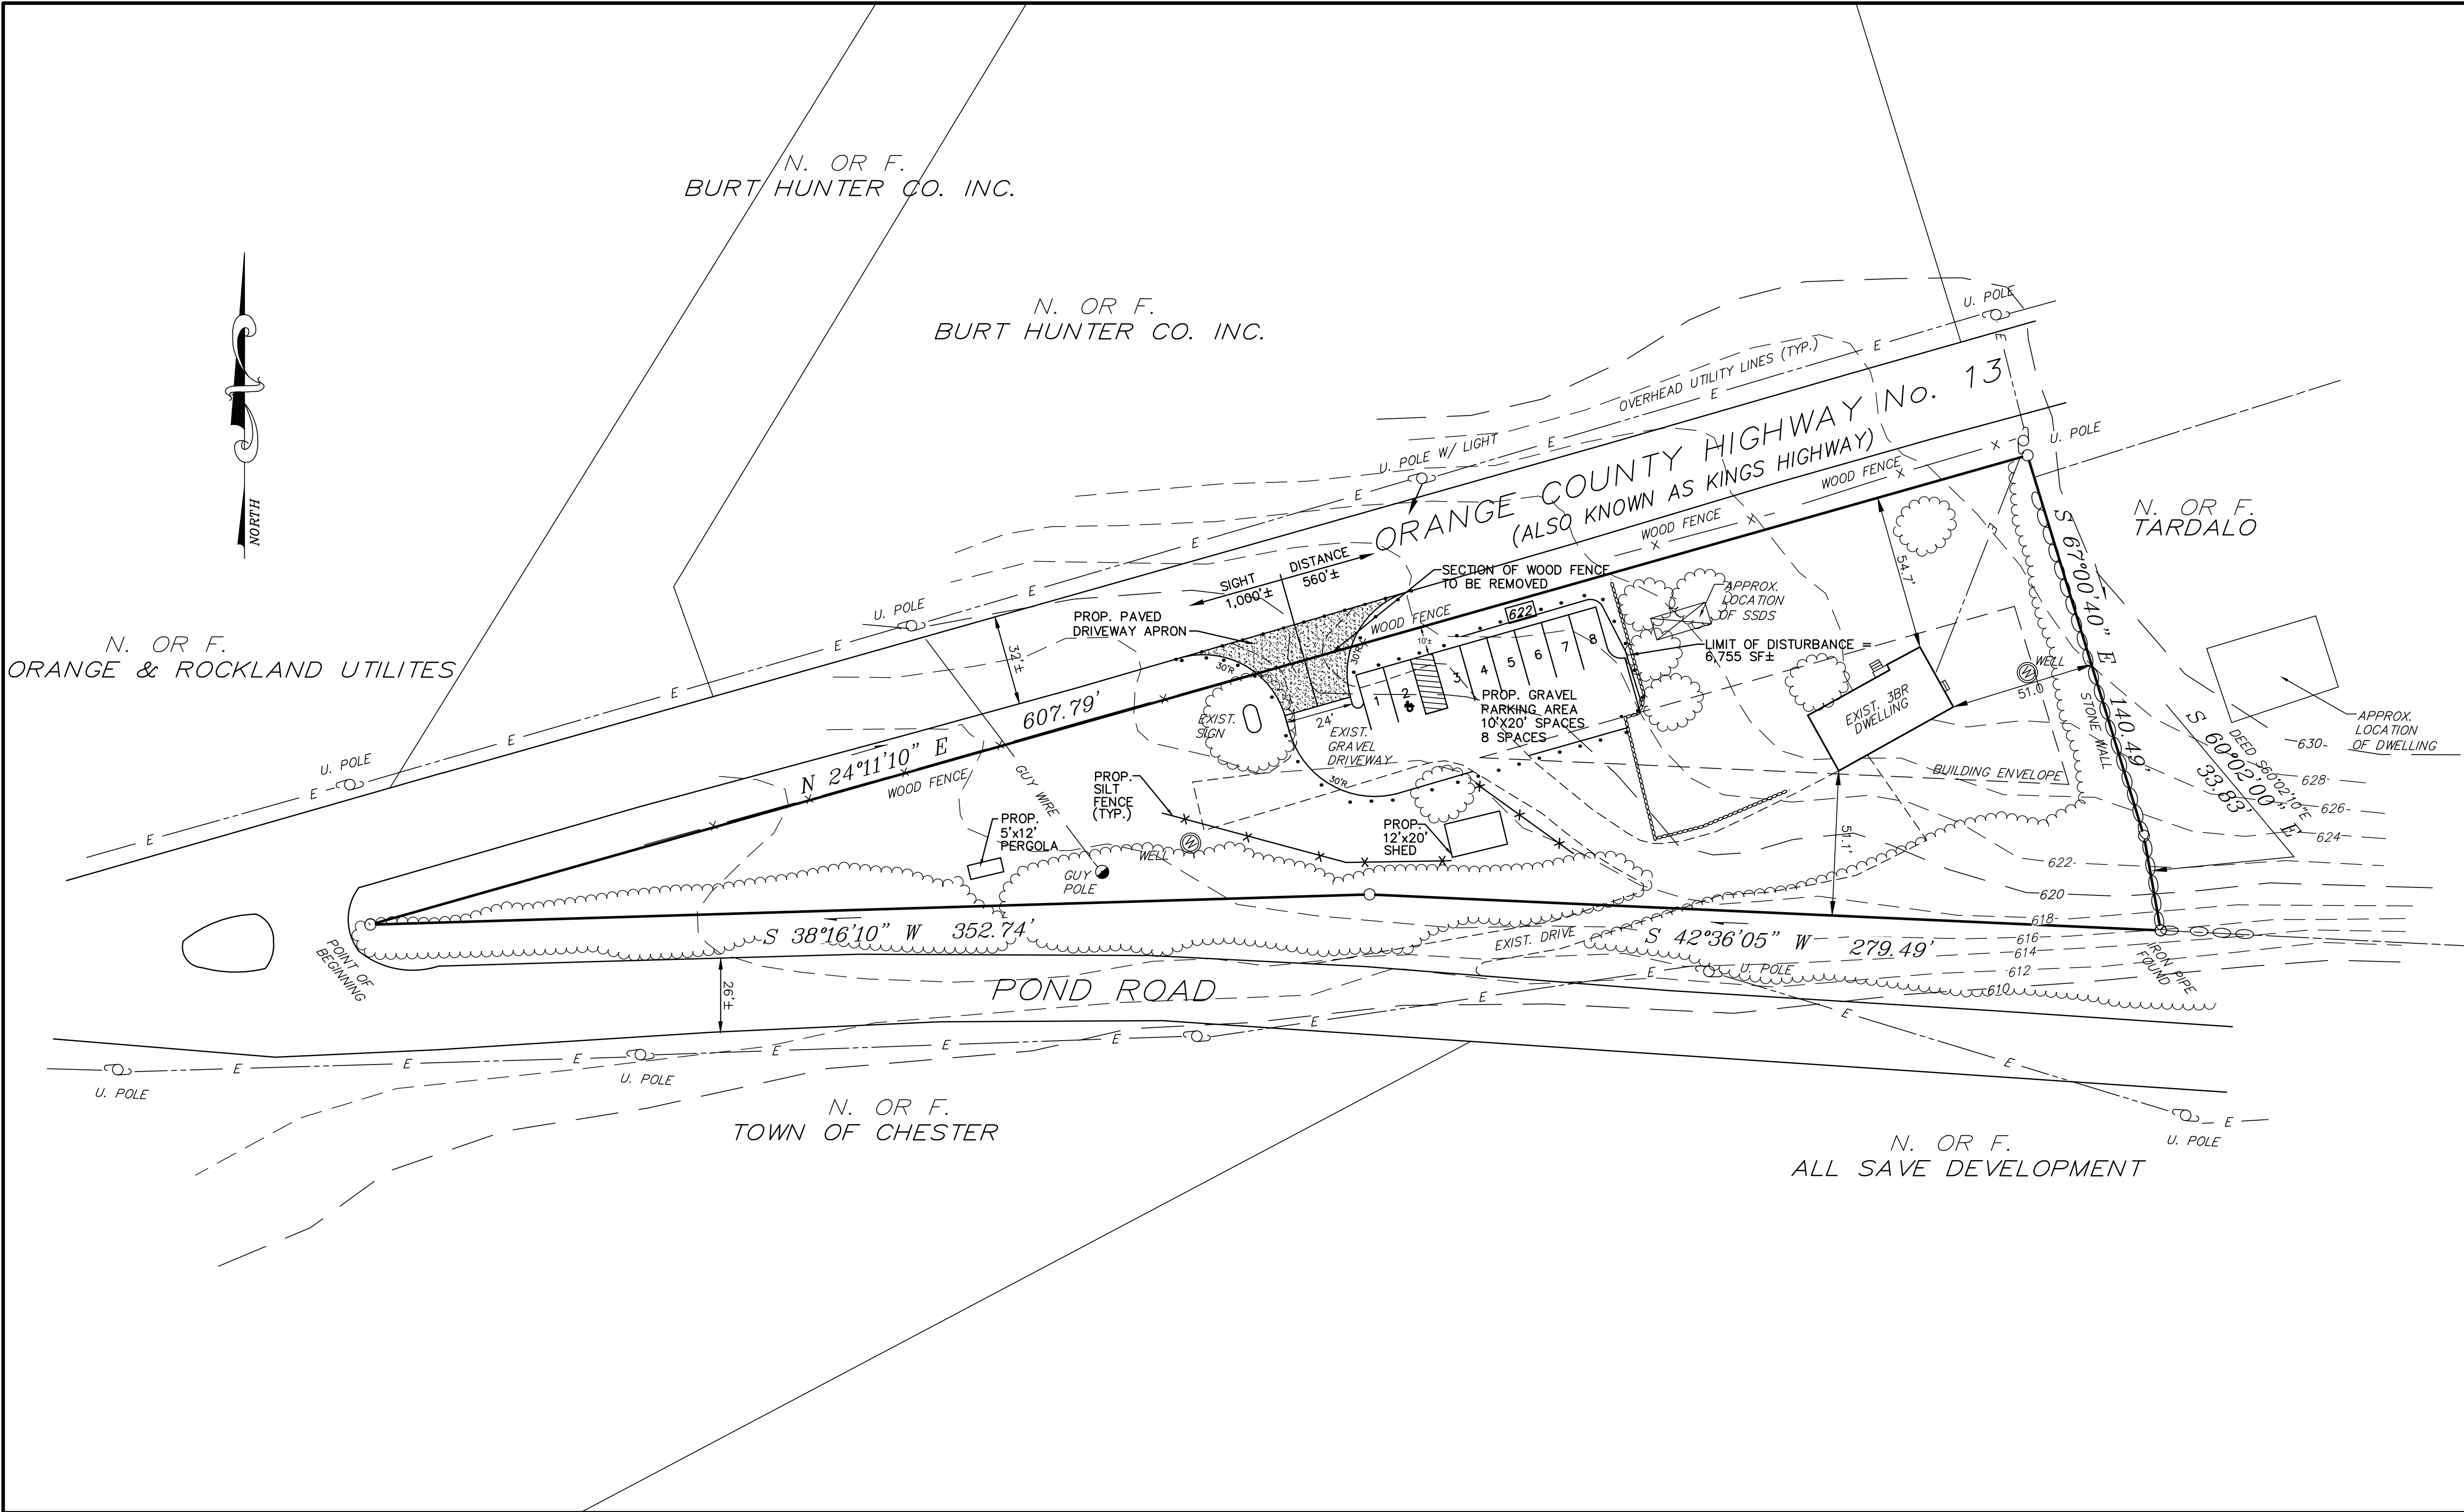 N. OR F.
BURT HUNTER CO. INC.
N. OR F.
BURT HUNTER CO. INC.
NORTH
N. OR F.
ORANGE & ROCKLAND UTILITES
N. OR F.
TARDALO
U. POLE
OVERHEAD UTILITY LINES (TYP.)
ORANGE COUNTY HIGHWAY No. 13
(ALSO KNOWN AS KINGS HIGHWAY)
U. POLE W/ LIGHT
U. POLE
WOOD FENCE
WOOD FENCE
SIGHT DISTANCE
1,000'± 560'±
SECTION OF WOOD FENCE
TO BE REMOVED
PROP. PAVED
DRIVEWAY APRON
WOOD FENCE
622
APPROX.
LOCATION
OF SSDS
LIMIT OF DISTURBANCE =
6,755 SF±
54.7'
S 67°00'40" E 140.49'
STONE WALL
WELL
W
51.0
EXIST. 3BR
DWELLING
BUILDING ENVELOPE
51.1'
S 60°02'00" E
33.83'
DEED S60°02'10"E
APPROX.
LOCATION
OF DWELLING
630
628
626
624
622
620
618
616
614
612
610
U. POLE
U. POLE
32'±
30'R
30'R
30'R
10'±
24'
1
2
3
4
5
6
7
8
PROP. GRAVEL
PARKING AREA
10'X20' SPACES
8 SPACES
EXIST.
SIGN
EXIST.
GRAVEL
DRIVEWAY
N 24°11'10" E 607.79'
WOOD FENCE
GUY WIRE
PROP.
SILT
FENCE
(TYP.)
PROP.
5'x12'
PERGOLA
PROP.
12'x20'
SHED
WELL
W
GUY
POLE
POINT OF
BEGINNING
S 38°16'10" W 352.74'
EXIST. DRIVE
S 42°36'05" W 279.49'
IRON PIPE
FOUND
U. POLE
26'±
POND ROAD
E E E E E E E E E E
E E
E E E E E E E E E
E E E
U. POLE
U. POLE
N. OR F.
TOWN OF CHESTER
N. OR F.
ALL SAVE DEVELOPMENT
U. POLE